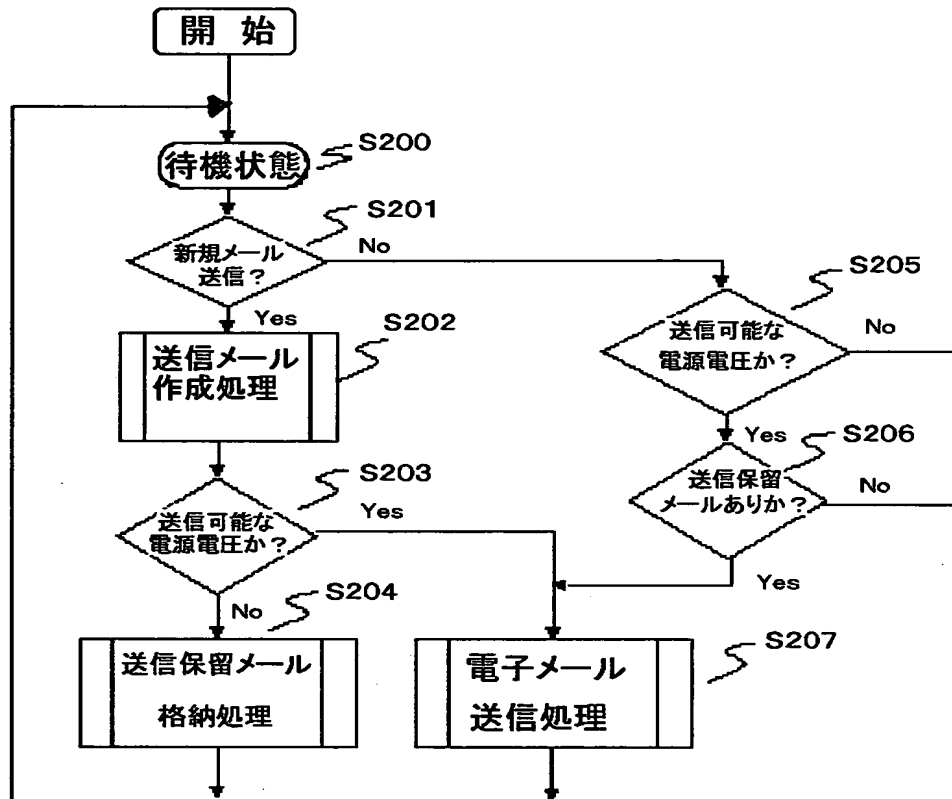 開 始
待機状態
S200
新規メール
送信？
S201
No
Yes
送信メール
作成処理
S202
送信可能な
電源電圧か？
S203
Yes
No
送信保留メール
格納処理
S204
送信可能な
電源電圧か？
S205
No
Yes
送信保留
メールありか？
S206
No
Yes
電子メール
送信処理
S207